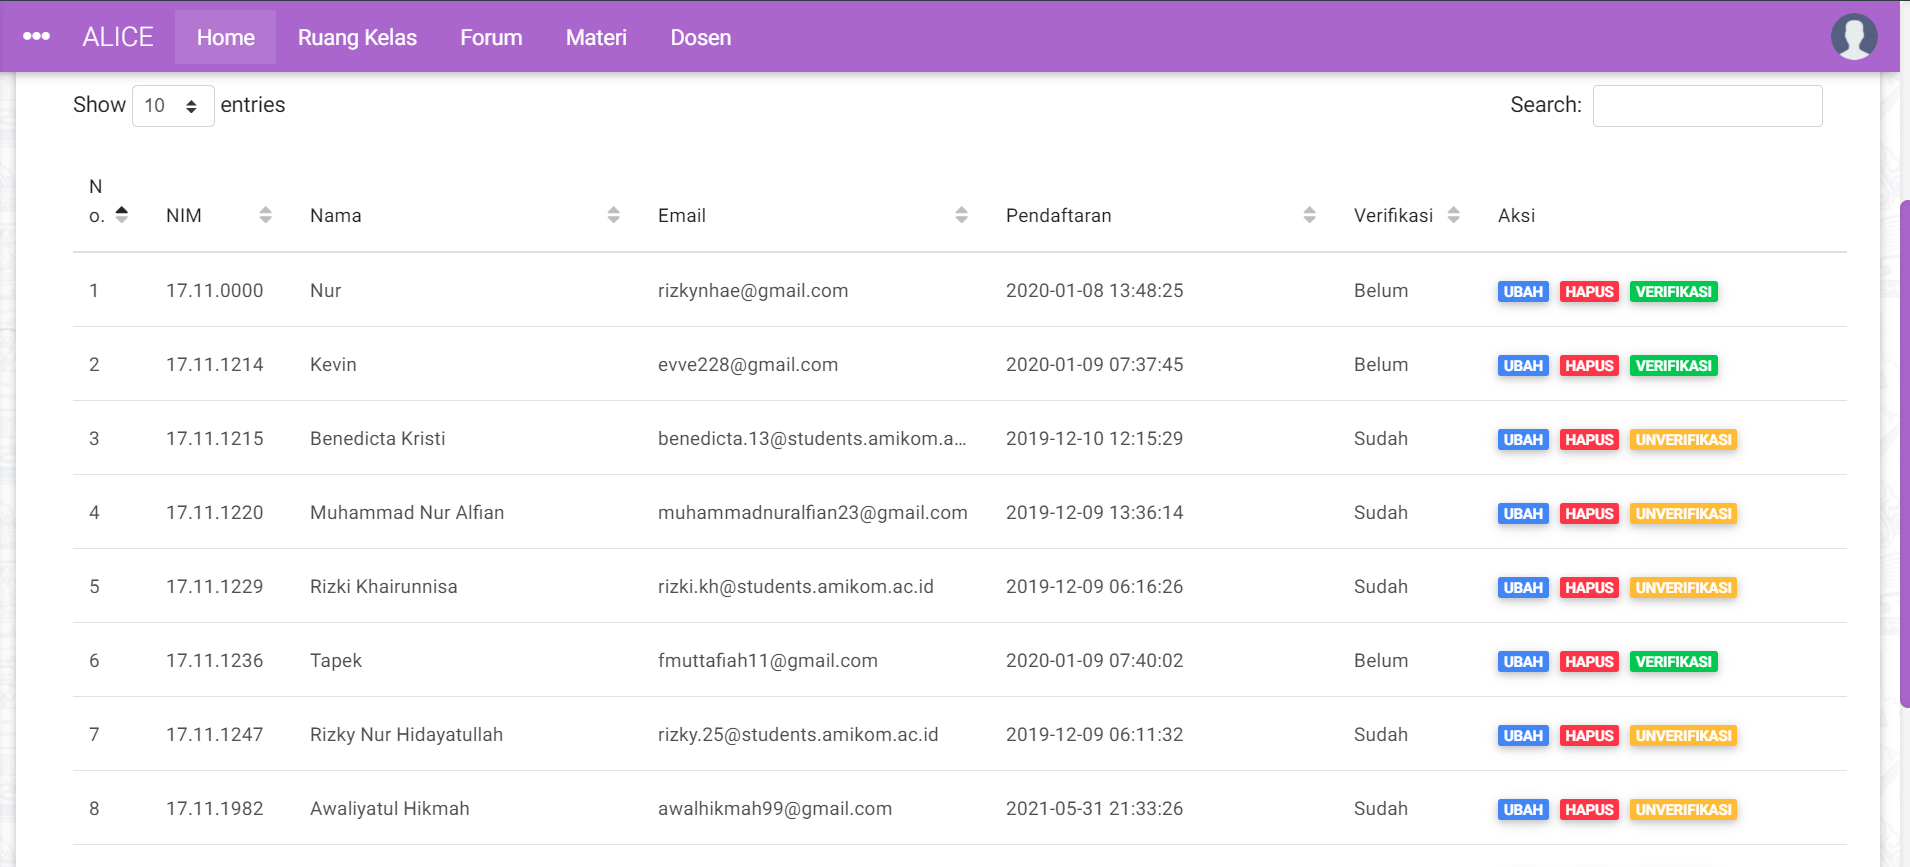 ALICE Home Ruang Kelas Forum Materi Dosen
Show 10 entries Search:
No. NIM Nama Email Pendaftaran Verifikasi Aksi
1 17.11.0000 Nur rizkynhae@gmail.com 2020-01-08 13:48:25 Belum UBAH HAPUS VERIFIKASI
2 17.11.1214 Kevin evve228@gmail.com 2020-01-09 07:37:45 Belum UBAH HAPUS VERIFIKASI
3 17.11.1215 Benedicta Kristi benedicta.13@students.amikom.a... 2019-12-10 12:15:29 Sudah UBAH HAPUS UNVERIFIKASI
4 17.11.1220 Muhammad Nur Alfian muhammadnuralfian23@gmail.com 2019-12-09 13:36:14 Sudah UBAH HAPUS UNVERIFIKASI
5 17.11.1229 Rizki Khairunnisa rizki.kh@students.amikom.ac.id 2019-12-09 06:16:26 Sudah UBAH HAPUS UNVERIFIKASI
6 17.11.1236 Tapek fmuttafiah11@gmail.com 2020-01-09 07:40:02 Belum UBAH HAPUS VERIFIKASI
7 17.11.1247 Rizky Nur Hidayatullah rizky.25@students.amikom.ac.id 2019-12-09 06:11:32 Sudah UBAH HAPUS UNVERIFIKASI
8 17.11.1982 Awaliyatul Hikmah awalhikmah99@gmail.com 2021-05-31 21:33:26 Sudah UBAH HAPUS UNVERIFIKASI